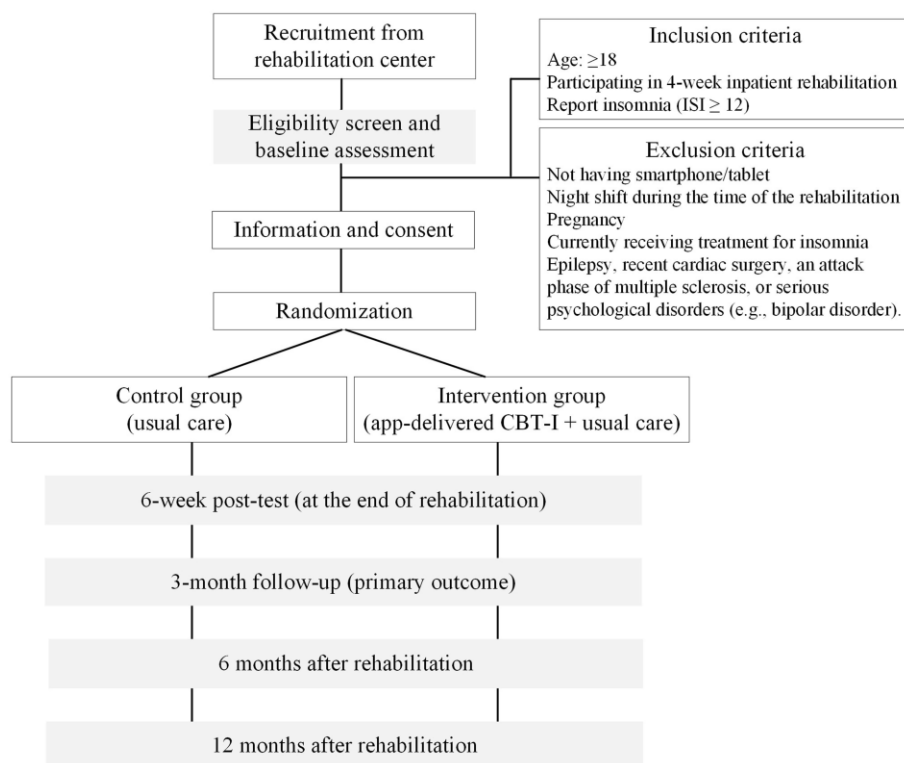 Recruitment from
rehabilitation center
Inclusion criteria
Age: ≥18
Participating in 4-week inpatient rehabilitation
Report insomnia (ISI ≥ 12)
Eligibility screen and
baseline assessment
Exclusion criteria
Not having smartphone/tablet
Night shift during the time of the rehabilitation
Pregnancy
Currently receiving treatment for insomnia
Epilepsy, recent cardiac surgery, an attack
phase of multiple sclerosis, or serious
psychological disorders (e.g., bipolar disorder).
Information and consent
Randomization
Control group
(usual care)
Intervention group
(app-delivered CBT-I + usual care)
6-week post-test (at the end of rehabilitation)
3-month follow-up (primary outcome)
6 months after rehabilitation
12 months after rehabilitation